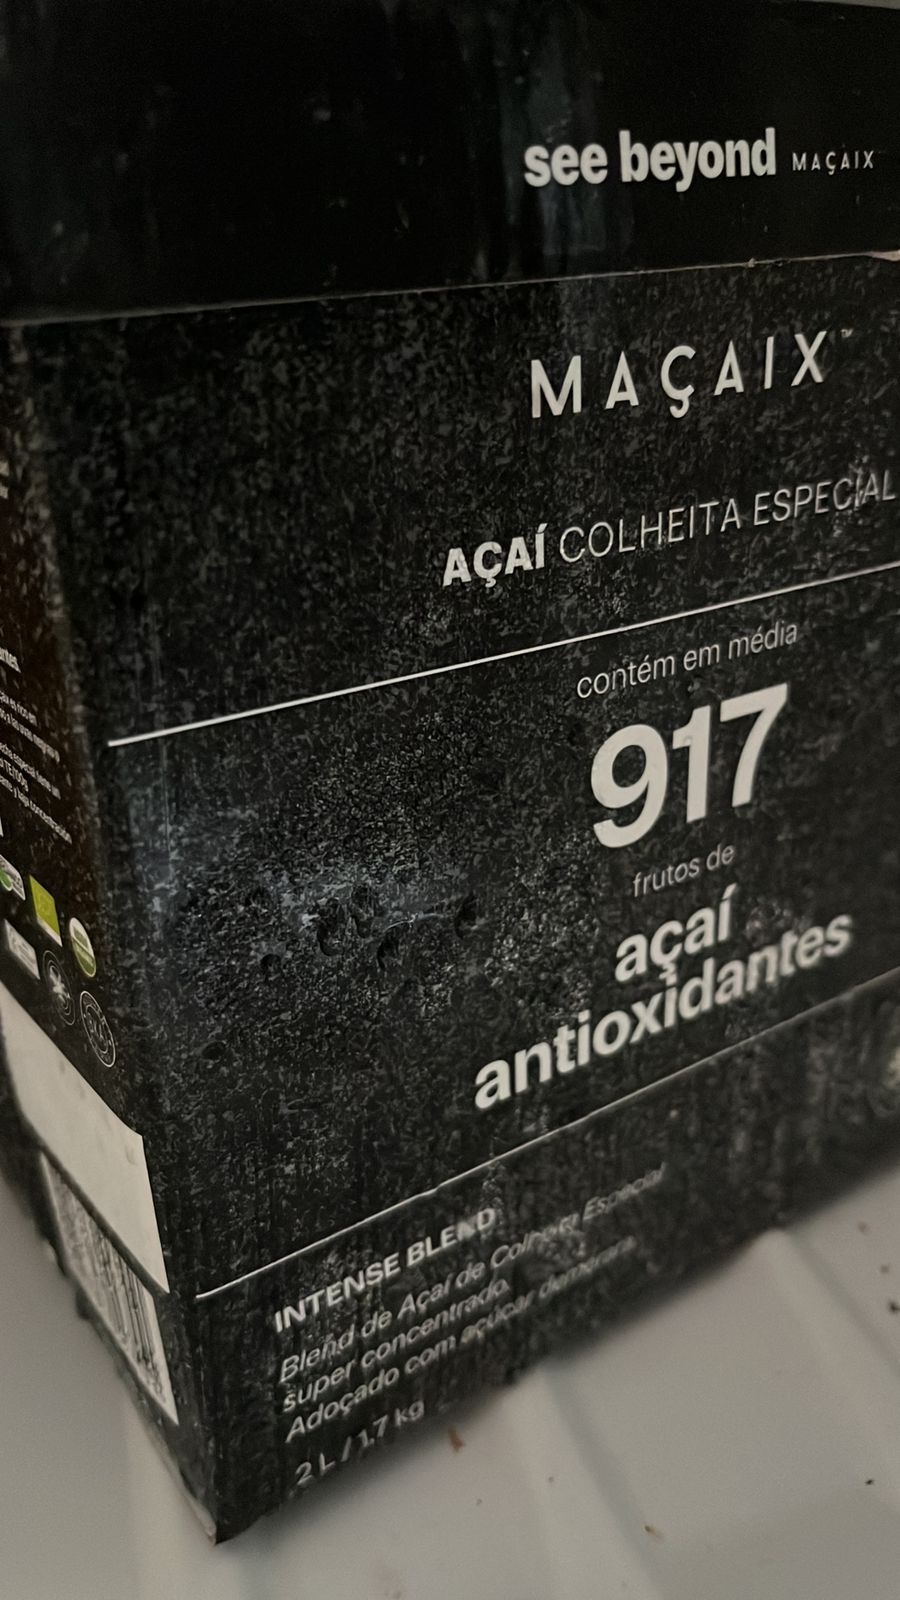 see beyond MAÇAIX
MAÇAIX™
AÇAÍ COLHEITA ESPECIAL
contém em média
917
frutos de
açaí
antioxidantes
INTENSE BLEND
Blend de Açaí de Colheita Especial
super concentrado.
Adoçado com açúcar demerara.
2 L / 1,7 kg